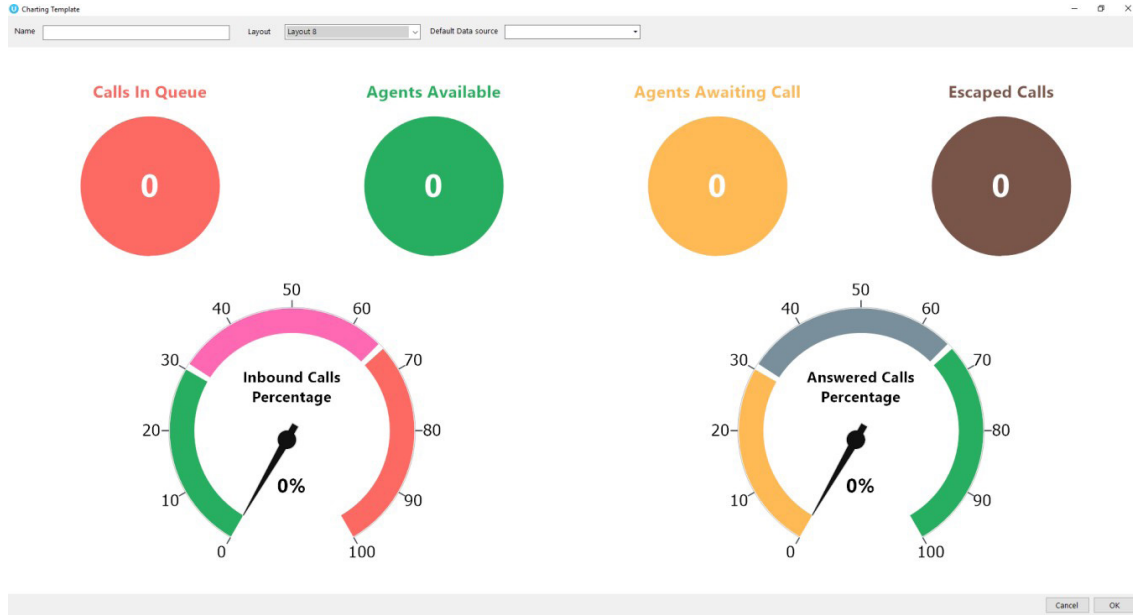 Charting Template
Name Layout Layout 8 Default Data source
Calls In Queue Agents Available Agents Awaiting Call Escaped Calls
0 0 0 0
50 50
40 60 40 60
30 70 30 70
Inbound Calls Answered Calls
Percentage Percentage
20 80 20 80
0% 0%
10 90 10 90
0 100 0 100
Cancel OK